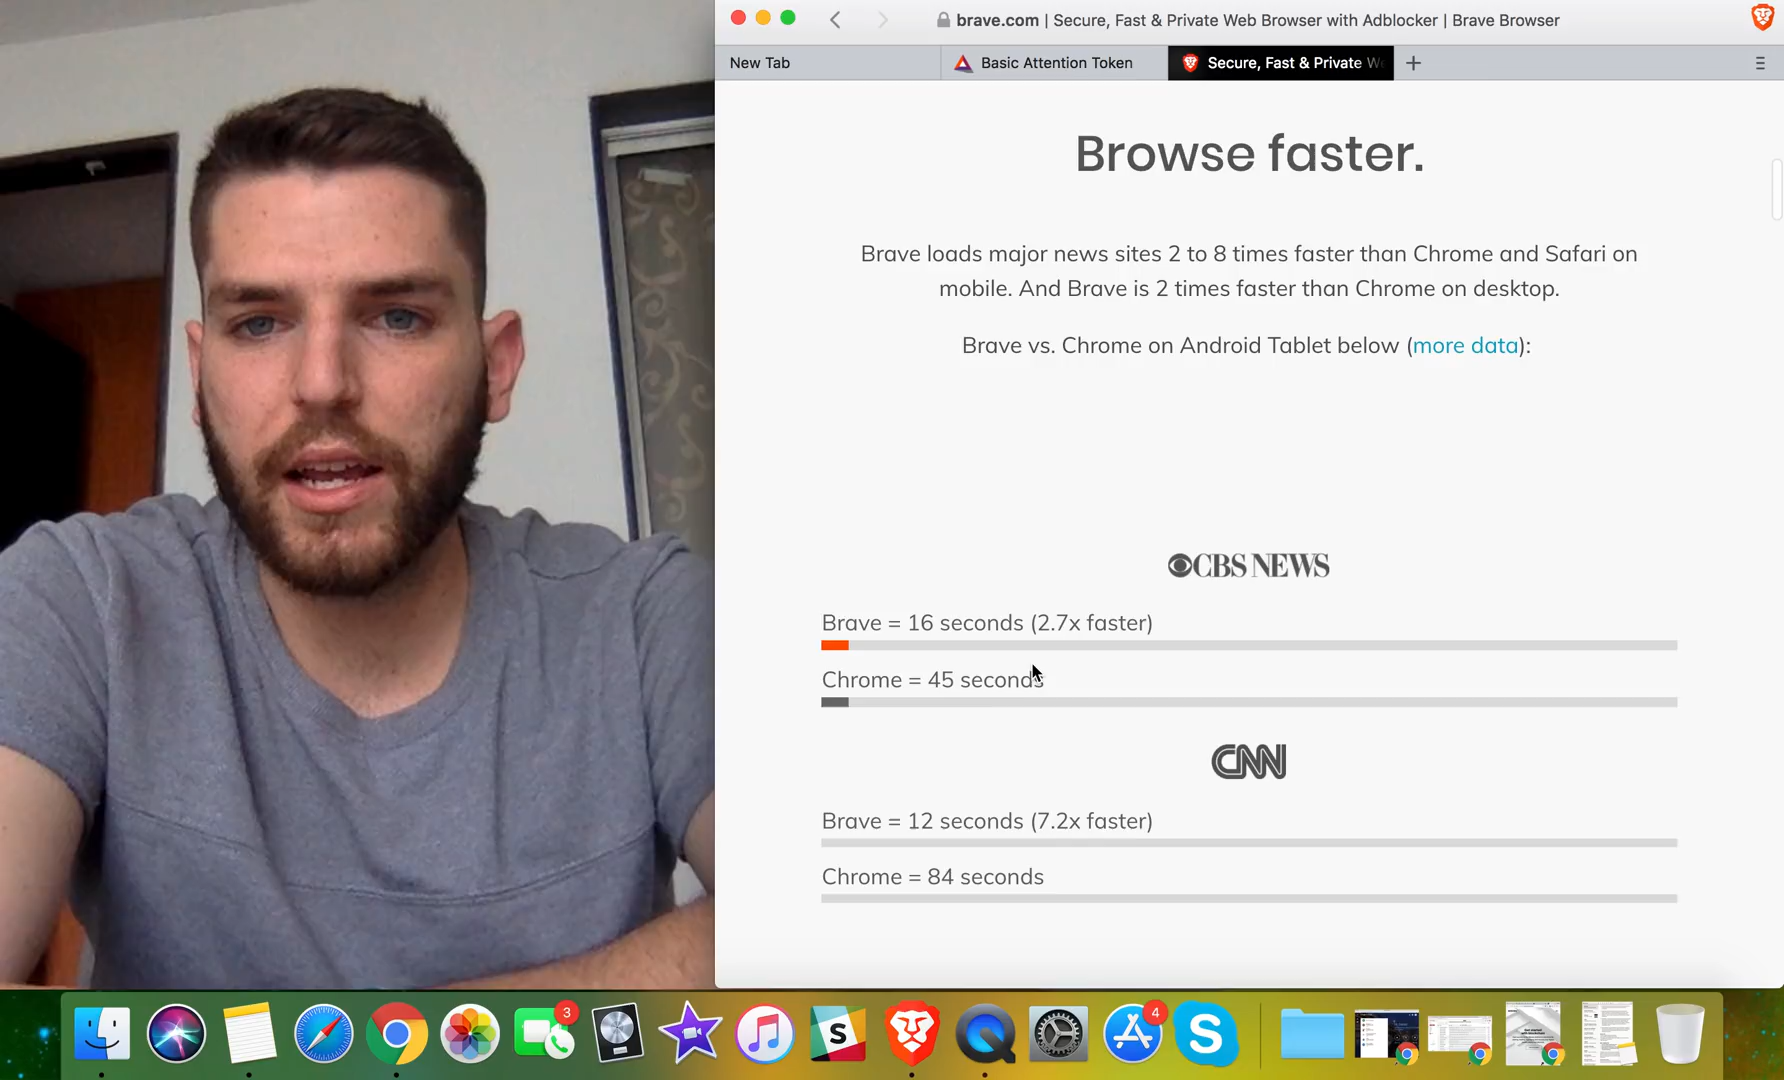 brave.com | Secure, Fast & Private Web Browser with Adblocker | Brave Browser
New Tab
Basic Attention Token
Secure, Fast & Private W
Browse faster.
Brave loads major news sites 2 to 8 times faster than Chrome and Safari on
mobile. And Brave is 2 times faster than Chrome on desktop.
Brave vs. Chrome on Android Tablet below (more data):
CBS NEWS
Brave = 16 seconds (2.7x faster)
Chrome = 45 seconds
CNN
Brave = 12 seconds (7.2x faster)
Chrome = 84 seconds
3
S
4
S